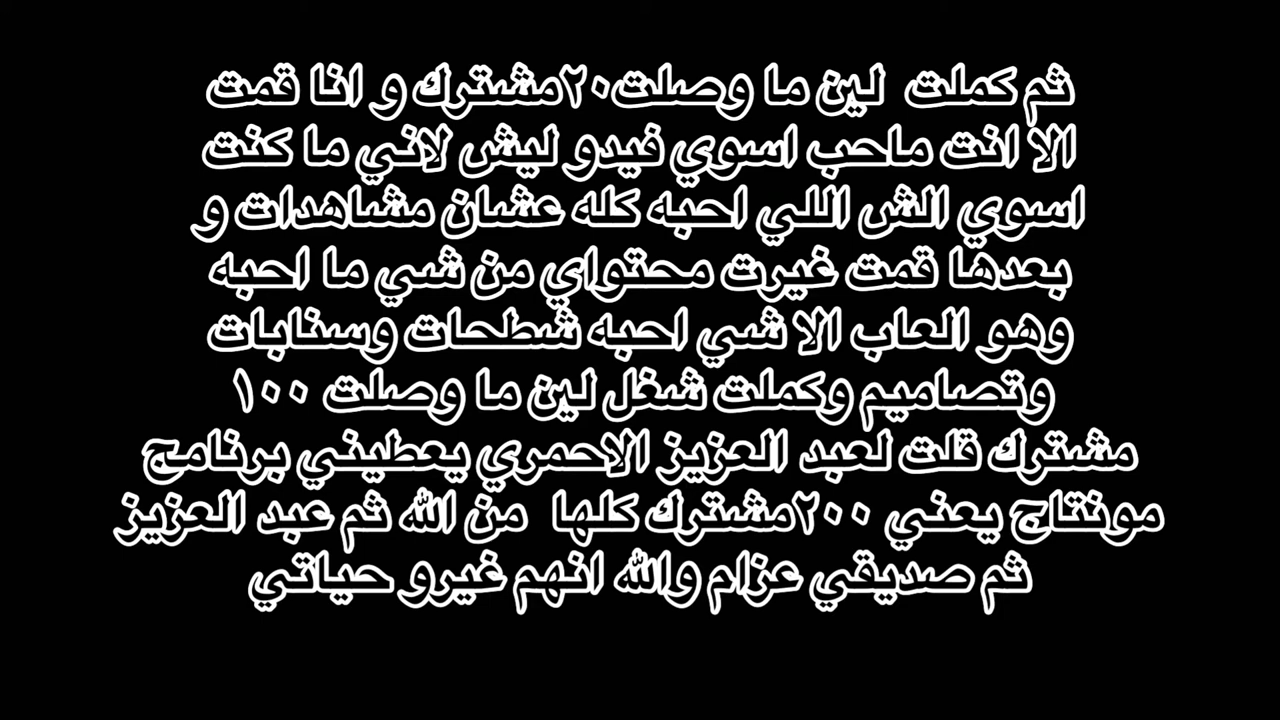 ثم كملت لين ما وصلت٢٠مشترك و انا قمت
الا انت ماحب اسوي فيدو ليش لاني ما كنت
اسوي الش اللي احبه كله عشان مشاهدات و
بعدها قمت غيرت محتواي من شي ما احبه
وهو العاب الا شي احبه شطحات وسنابات
وتصاميم وكملت شغل لين ما وصلت ١٠٠
مشترك قلت لعبد العزيز الاحمري يعطيني برنامج
مونتاج يعني ٢٠٠مشترك كلها من الله ثم عبد العزيز
ثم صديقي عزام والله انهم غيرو حياتي